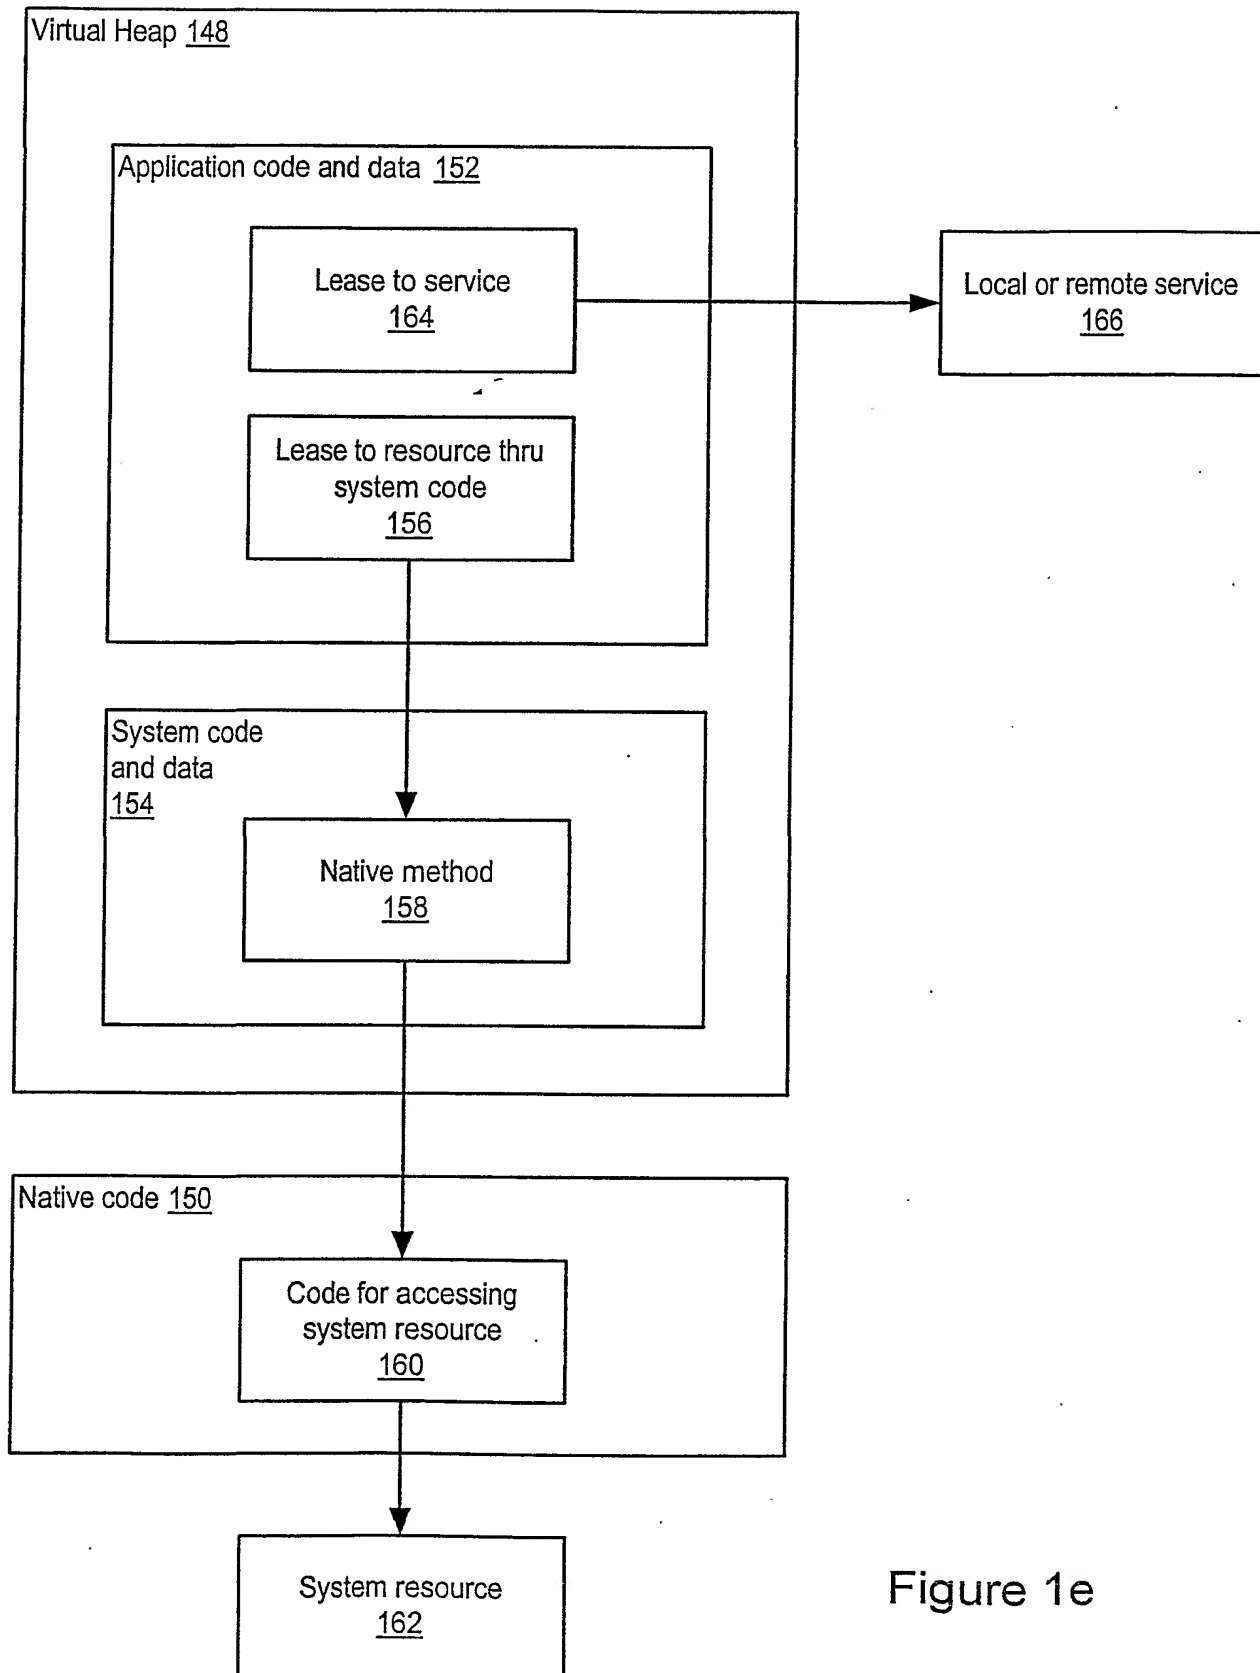 Virtual Heap 148
Application code and data 152
Lease to service
164
Local or remote service
166
Lease to resource thru
system code
156
System code
and data
154
Native method
158
Native code 150
Code for accessing
system resource
160
System resource
162
Figure 1e